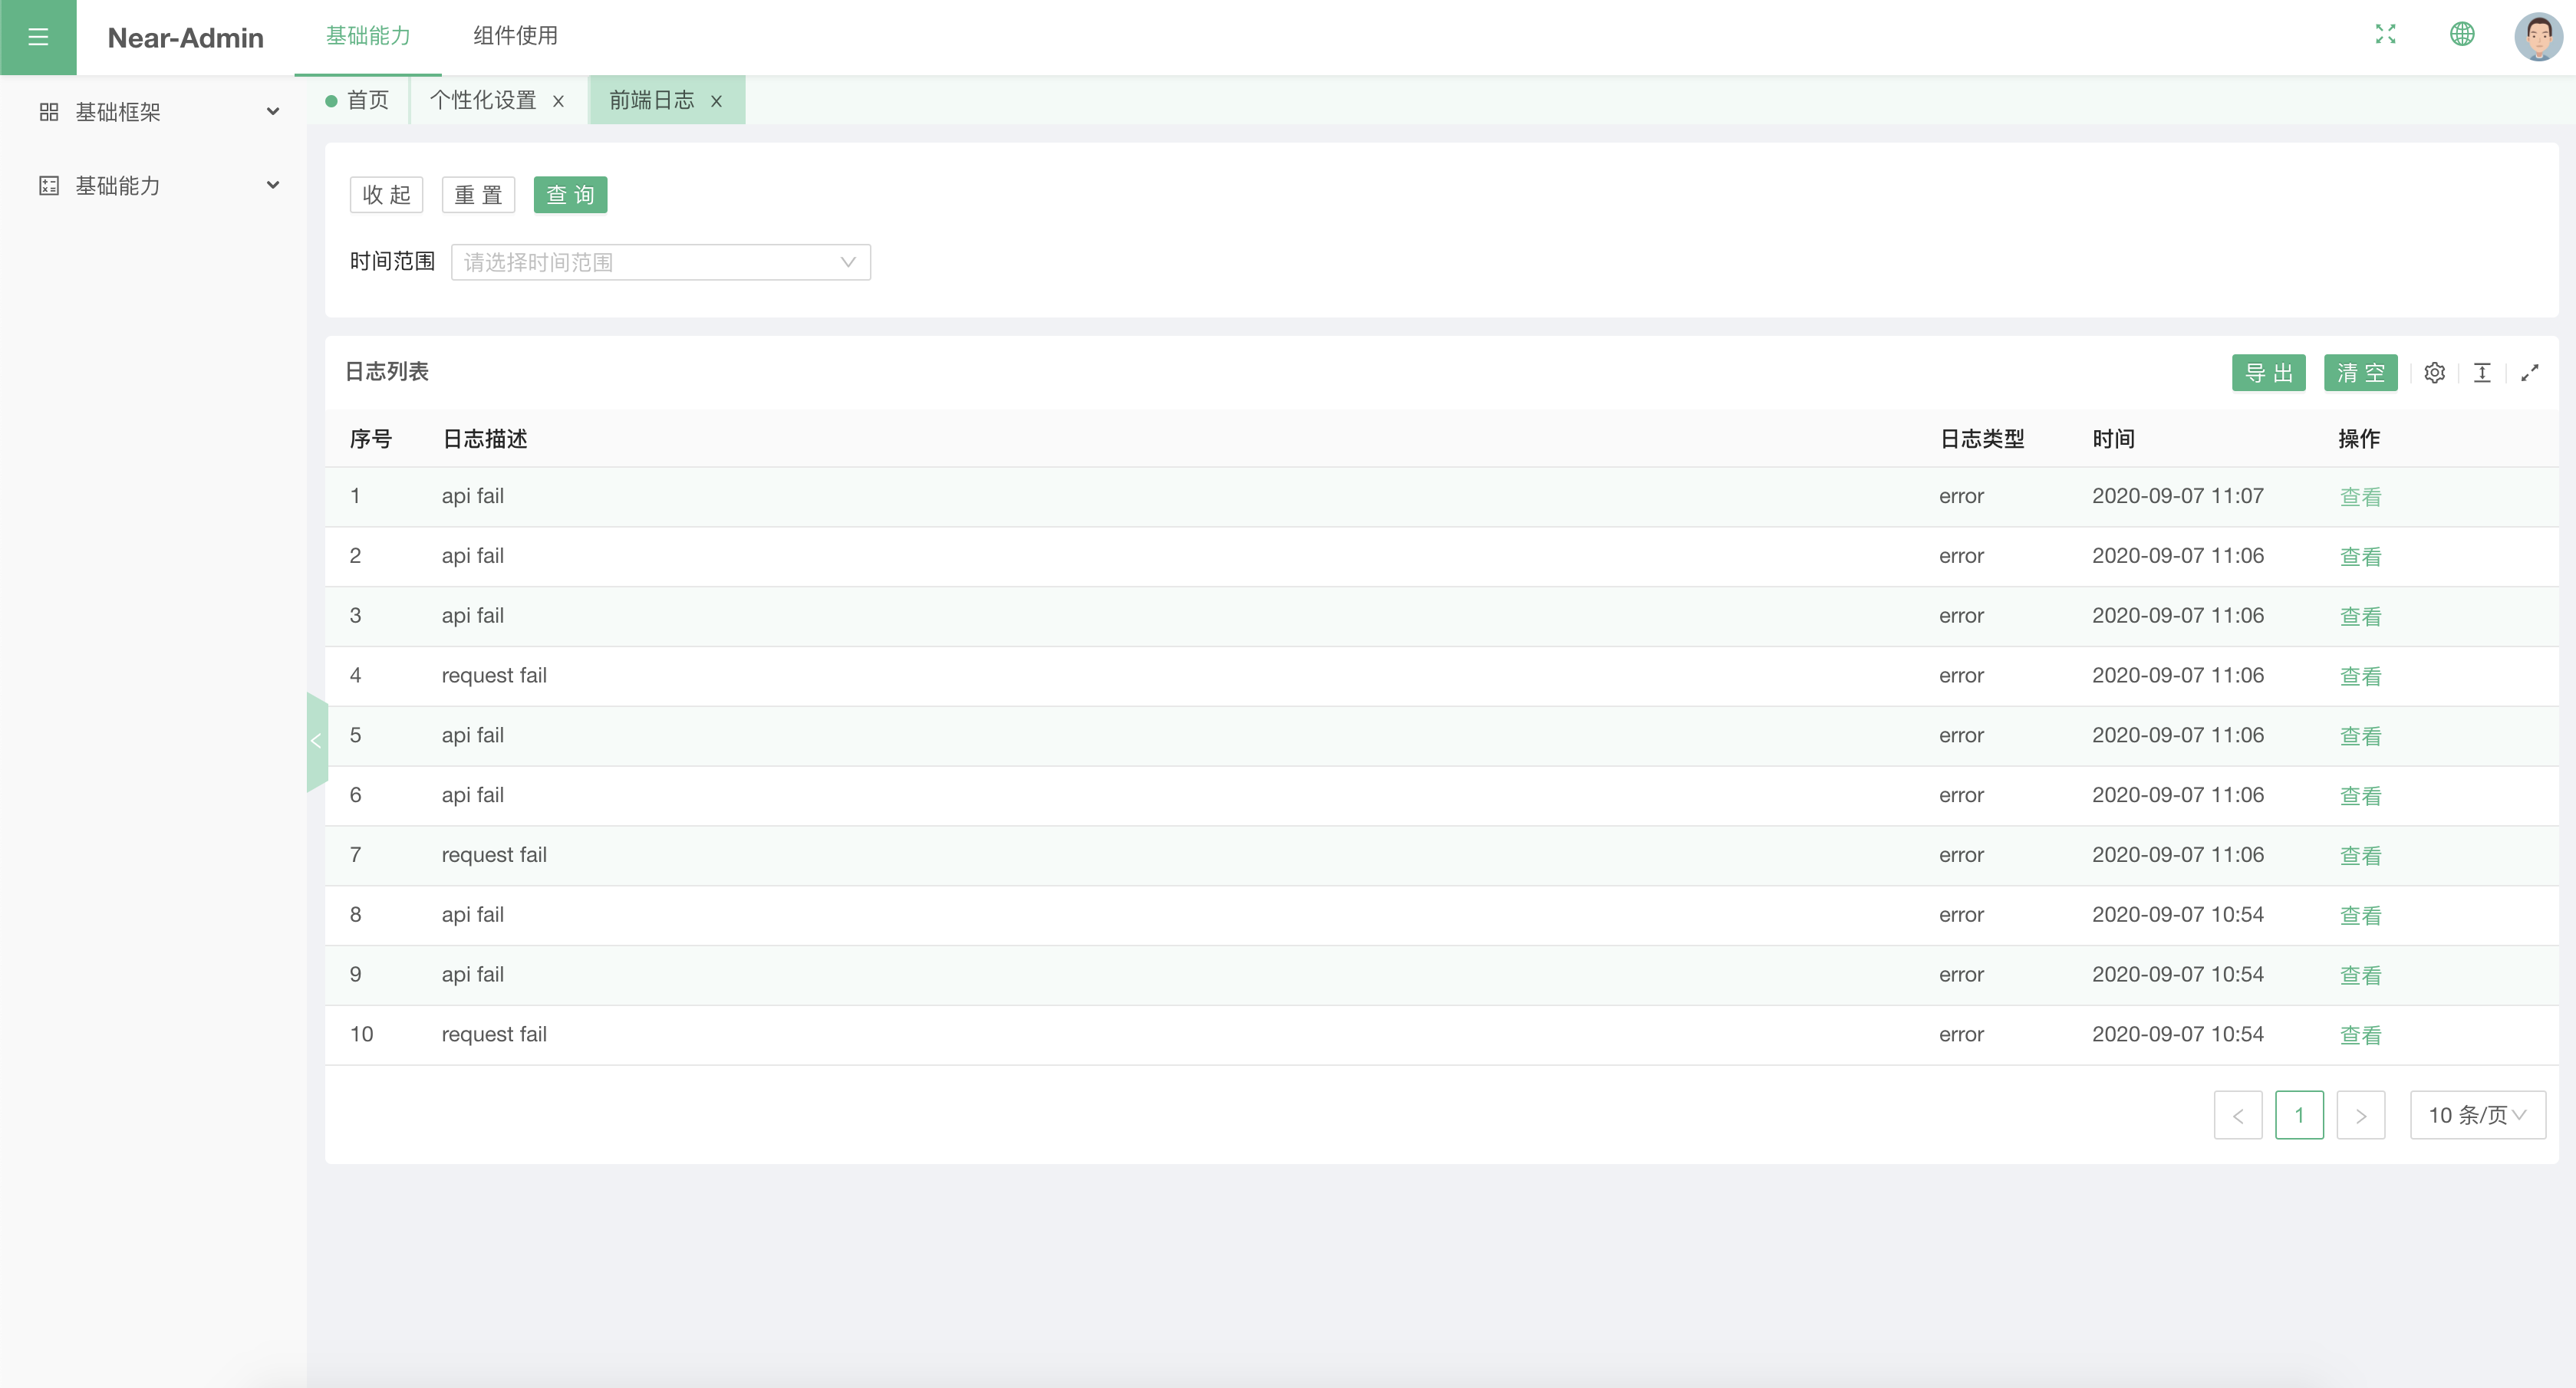 Near-Admin 基础能力 组件使用
基础框架
基础能力
首页 个性化设置 前端日志
收起 重置 查询
时间范围 请选择时间范围
日志列表 导出 清空
序号 日志描述 日志类型 时间 操作
1 api fail error 2020-09-07 11:07 查看
2 api fail error 2020-09-07 11:06 查看
3 api fail error 2020-09-07 11:06 查看
4 request fail error 2020-09-07 11:06 查看
5 api fail error 2020-09-07 11:06 查看
6 api fail error 2020-09-07 11:06 查看
7 request fail error 2020-09-07 11:06 查看
8 api fail error 2020-09-07 10:54 查看
9 api fail error 2020-09-07 10:54 查看
10 request fail error 2020-09-07 10:54 查看
1 10 条/页